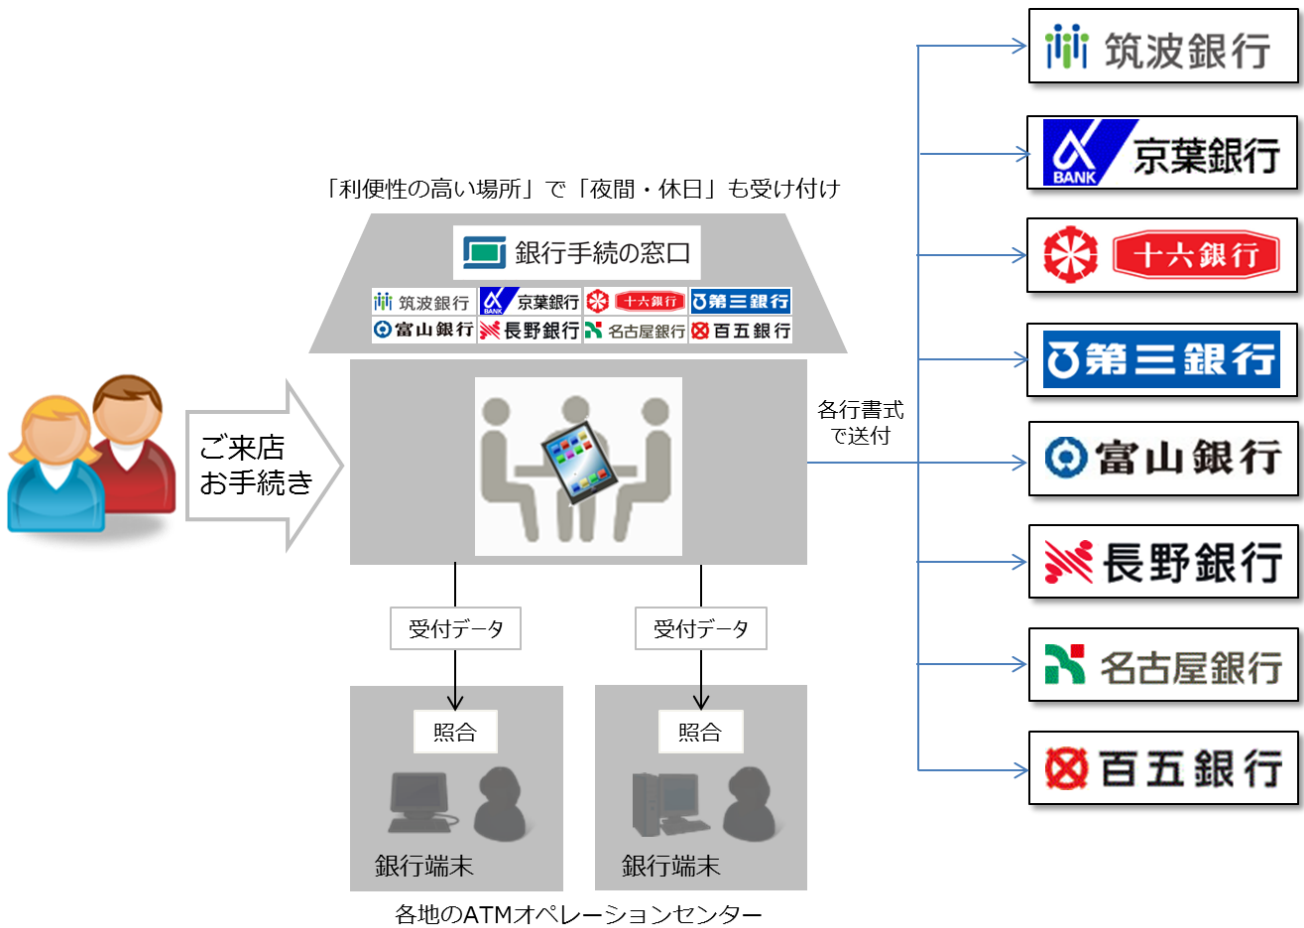 「利便性の高い場所」で「夜間・休日」も受け付け
銀行手続の窓口
筑波銀行
BANK 京葉銀行
十六銀行
第三銀行
富山銀行
長野銀行
名古屋銀行
百五銀行
ご来店
お手続き
各行書式
で送付
受付データ
受付データ
照合
照合
銀行端末
銀行端末
各地のATMオペレーションセンター
筑波銀行
BANK 京葉銀行
十六銀行
第三銀行
富山銀行
長野銀行
名古屋銀行
百五銀行